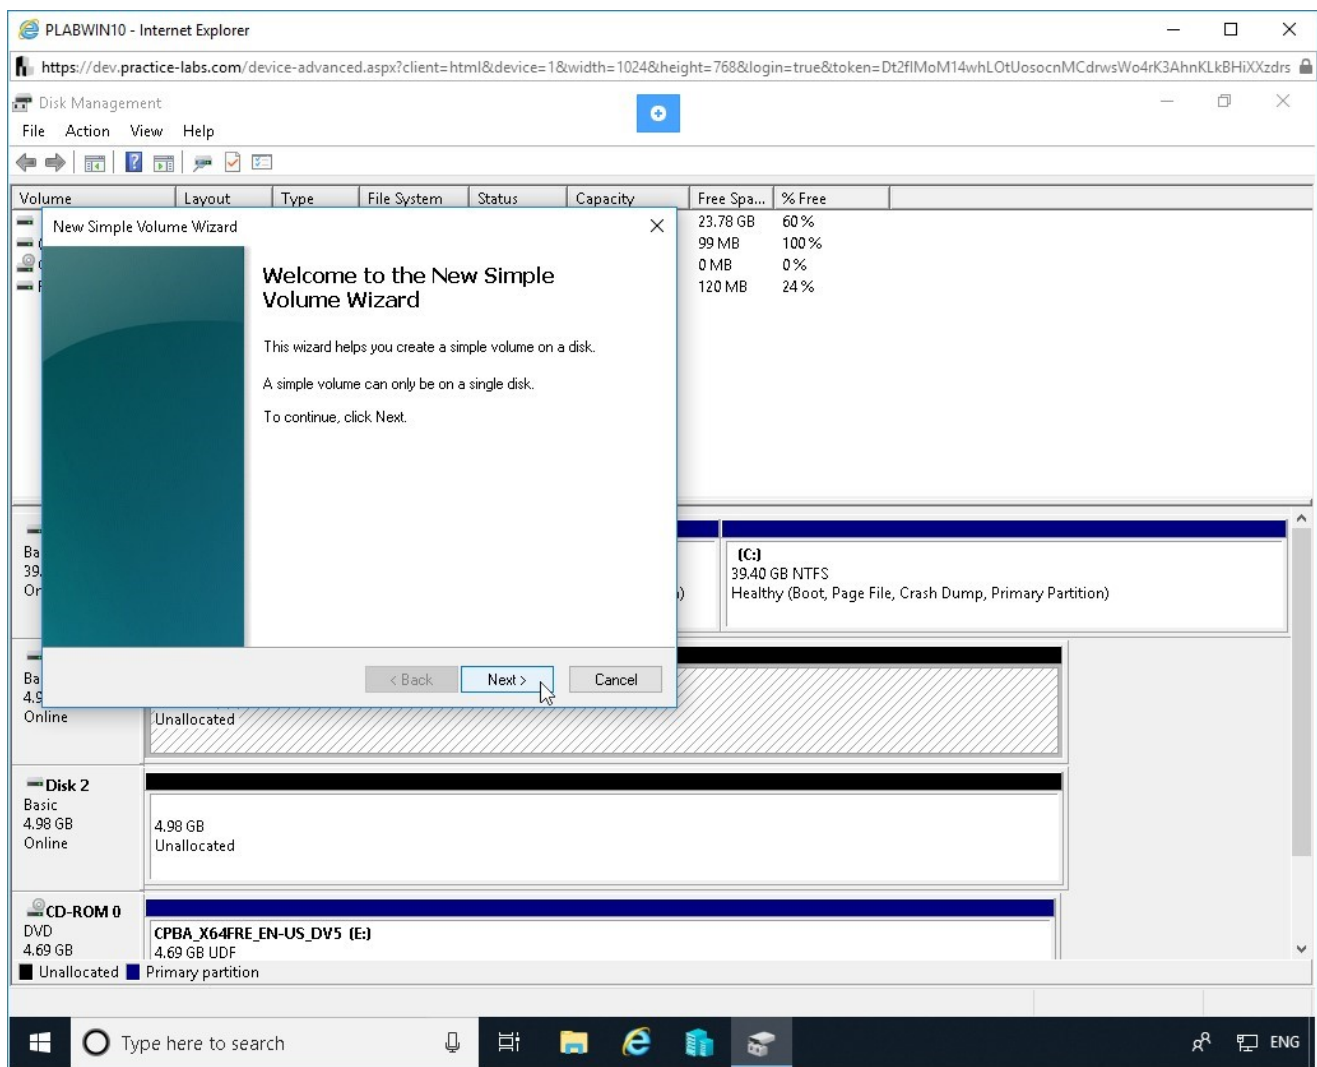 PLABWIN10 - Internet Explorer
https://dev.practice-labs.com/device-advanced.aspx?client=html&device=1&width=1024&height=768&login=true&token=
Disk Management
File Action View Help
Volume Layout Type File System Status Capacity Free Spa... % Free
23.78 GB 60 %
99 MB 100 %
0 MB 0 %
120 MB 24 %
New Simple Volume Wizard
Welcome to the New Simple
Volume Wizard
This wizard helps you create a simple volume on a disk.
A simple volume can only be on a single disk.
To continue, click Next.
< Back Next > Cancel
(C:)
39.40 GB NTFS
Healthy (Boot, Page File, Crash Dump, Primary Partition)
Online
Unallocated
Disk 2
Basic
4.98 GB
Online
4.98 GB
Unallocated
CD-ROM 0
DVD
4.69 GB
CPBA_X64FRE_EN-US_DV5 (E:)
4.69 GB UDF
Unallocated Primary partition
Type here to search
ENG